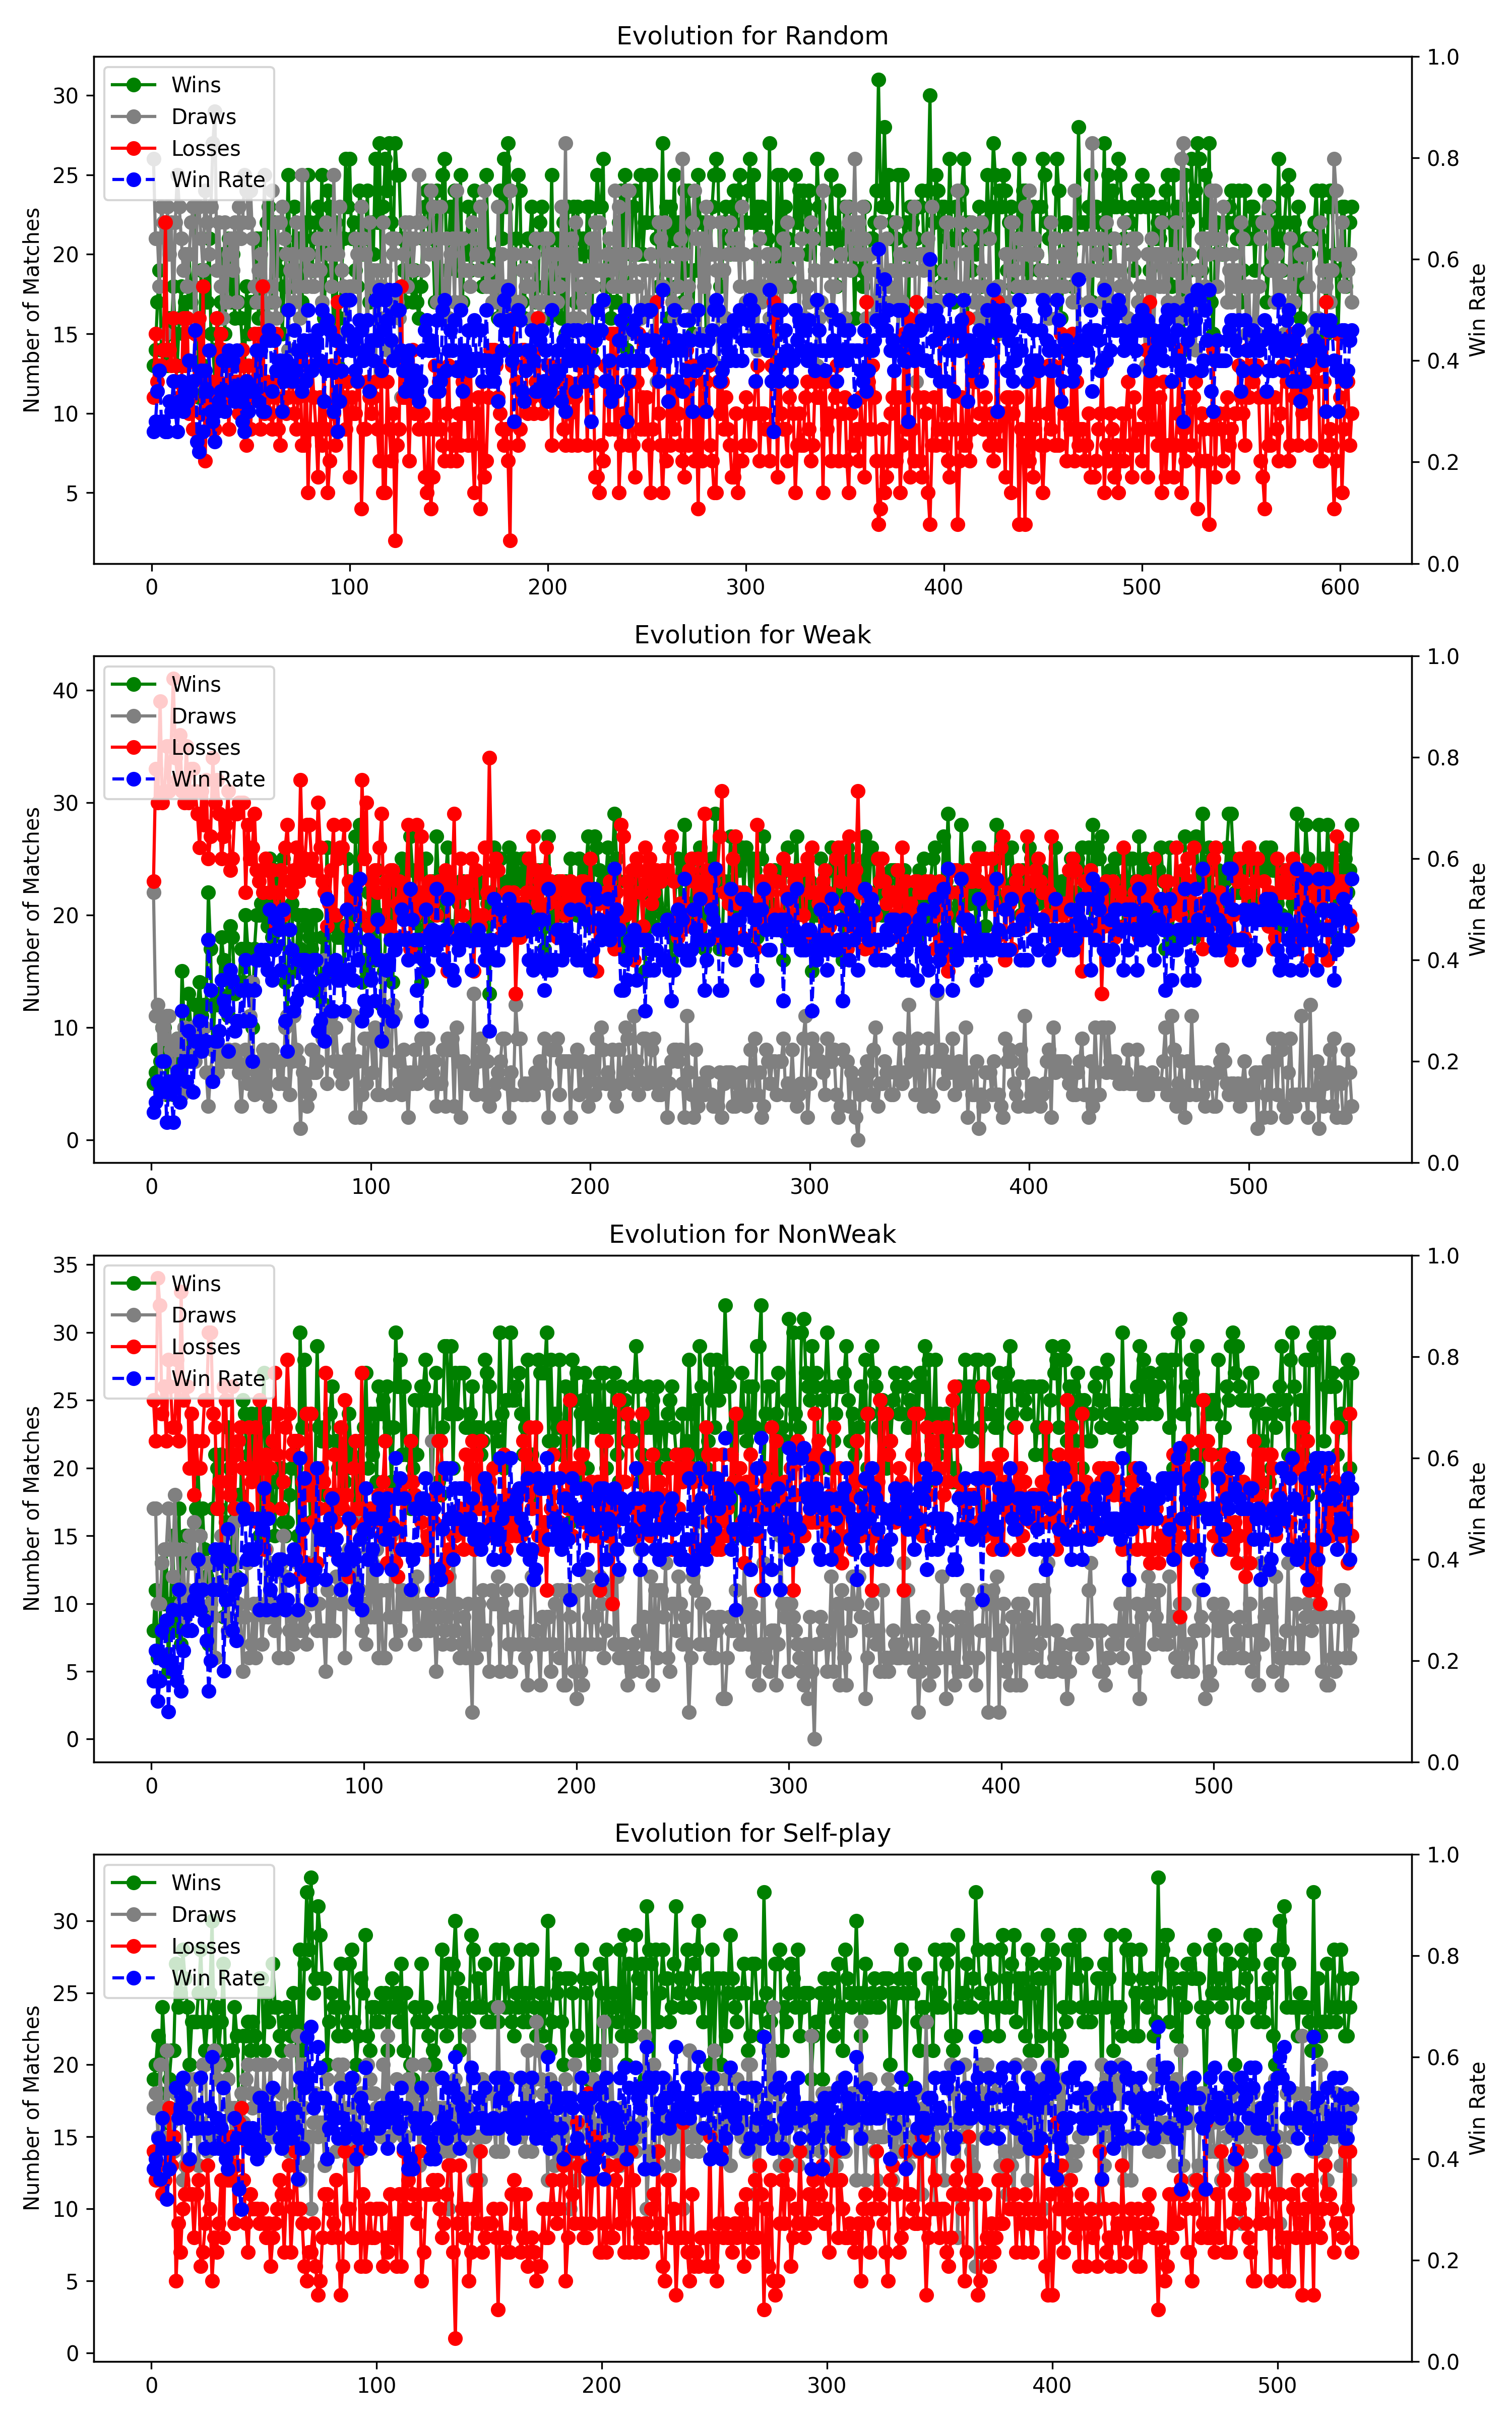 Evolution for Random
Wins
Draws
Losses
Win Rate
30
25
20
15
10
5
Number of Matches
1.0
0.8
0.6
0.4
0.2
0.0
Win Rate
0 100 200 300 400 500 600
Evolution for Weak
Wins
Draws
Losses
Win Rate
40
30
20
10
0
Number of Matches
1.0
0.8
0.6
0.4
0.2
0.0
Win Rate
0 100 200 300 400 500
Evolution for NonWeak
Wins
Draws
Losses
Win Rate
35
30
25
20
15
10
5
0
Number of Matches
1.0
0.8
0.6
0.4
0.2
0.0
Win Rate
0 100 200 300 400 500
Evolution for Self-play
Wins
Draws
Losses
Win Rate
30
25
20
15
10
5
0
Number of Matches
1.0
0.8
0.6
0.4
0.2
0.0
Win Rate
0 100 200 300 400 500